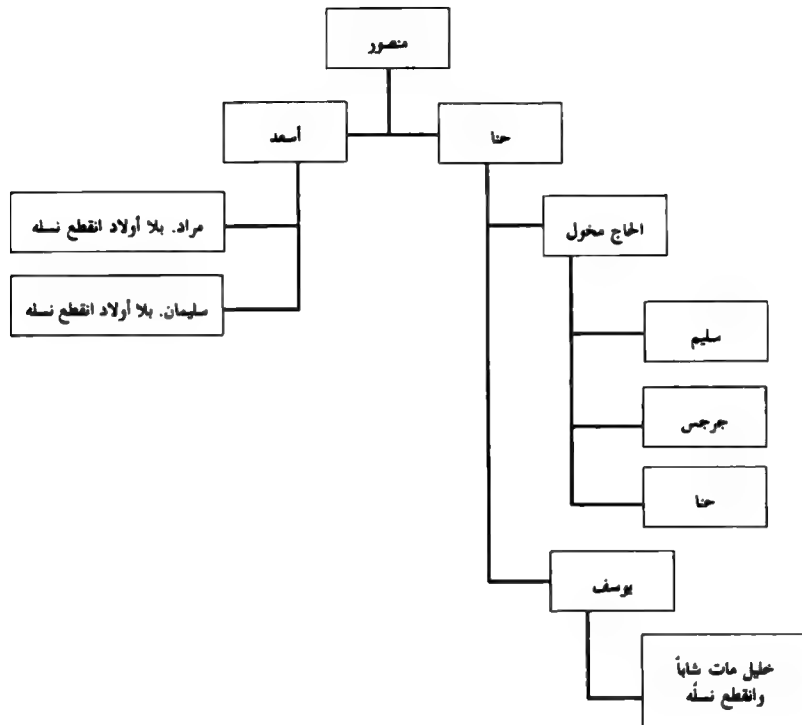 منصور
حنا
أسعد
مراد. بلا أولاد انقطع نسله
سليمان. بلا أولاد انقطع نسله
الحاج مخول
سليم
جرجس
حنا
يوسف
خليل مات شاباً
وانقطع نسلُه